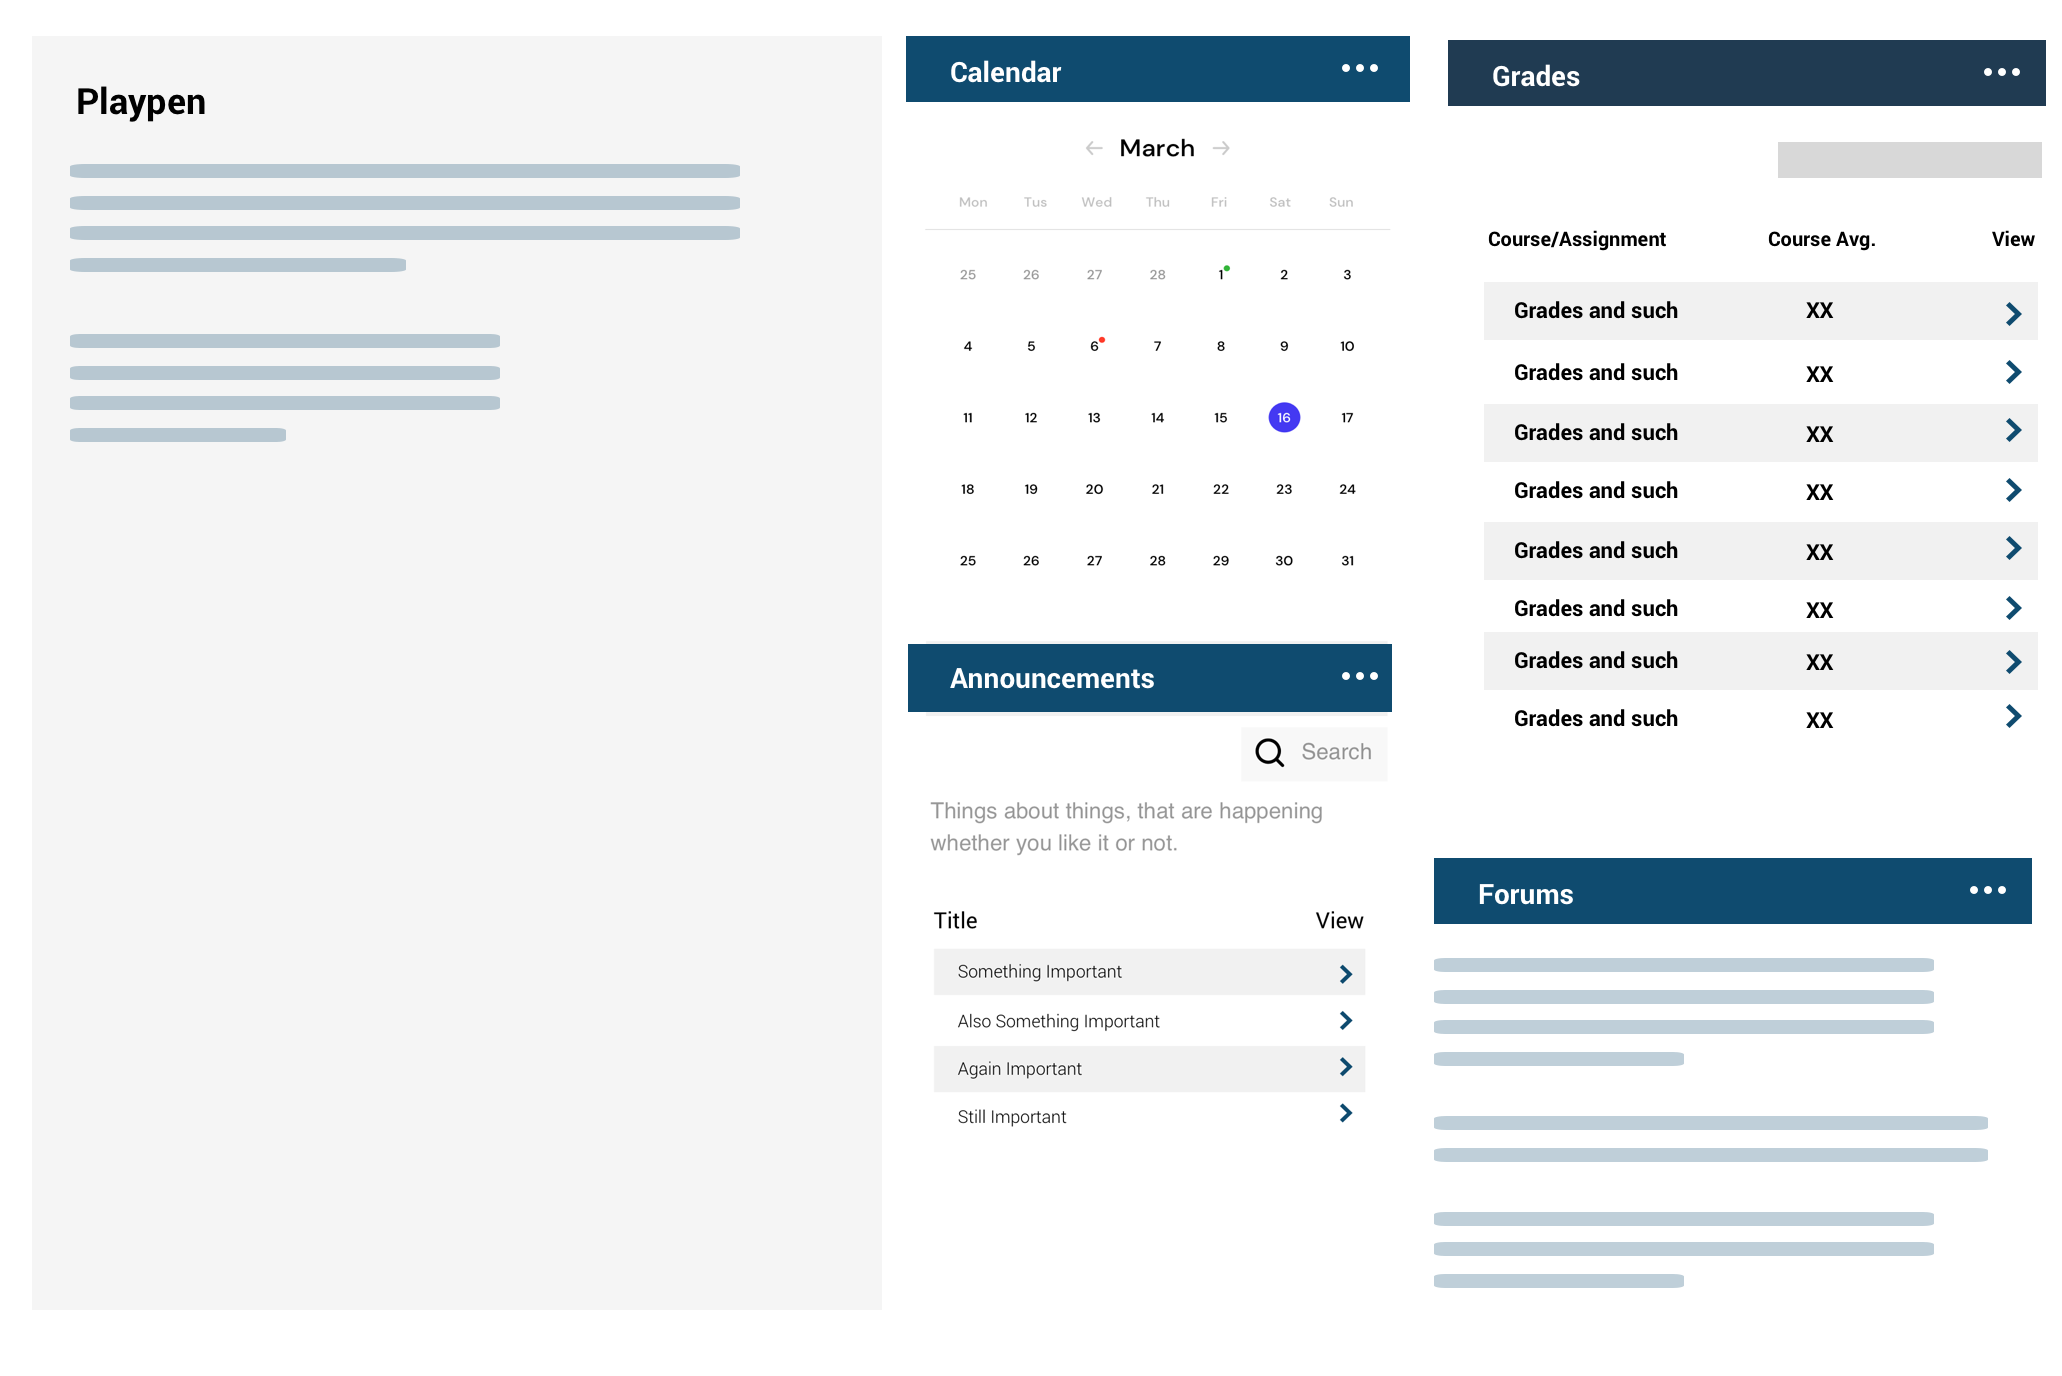 Playpen
Calendar
March
Mon Tus Wed Thu Fri Sat Sun
25 26 27 28 1 2 3
4 5 6 7 8 9 10
11 12 13 14 15 16 17
18 19 20 21 22 23 24
25 26 27 28 29 30 31
Announcements
Search
Things about things, that are happening
whether you like it or not.
Title View
Something Important
Also Something Important
Again Important
Still Important
Grades
Course/Assignment Course Avg. View
Grades and such XX
Grades and such XX
Grades and such XX
Grades and such XX
Grades and such XX
Grades and such XX
Grades and such XX
Grades and such XX
Forums